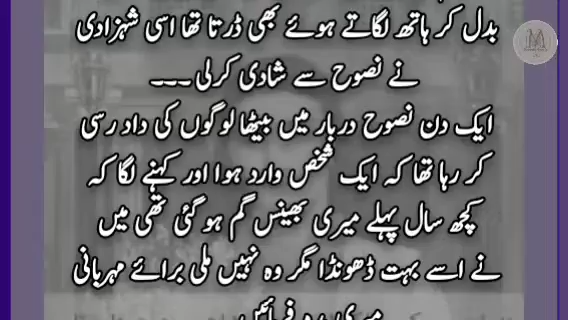 بدل کر ہاتھ لگاتے ہوئے بھی ڈرتا تھا اسی شہزادی
نے نصوح سے شادی کرلی ---
ایک دن نصوح دربار میں بیٹھا لوگوں کی داد رسی
کر رہا تھا کہ ایک شخص وارد ہوا اور کہنے لگا کہ
کچھ سال پہلے میری بھینس گم ہو گئی تھی میں
نے اسے بہت ڈھونڈا مگر وہ نہیں ملی برائے مہربانی
میری مدد فرمائیں